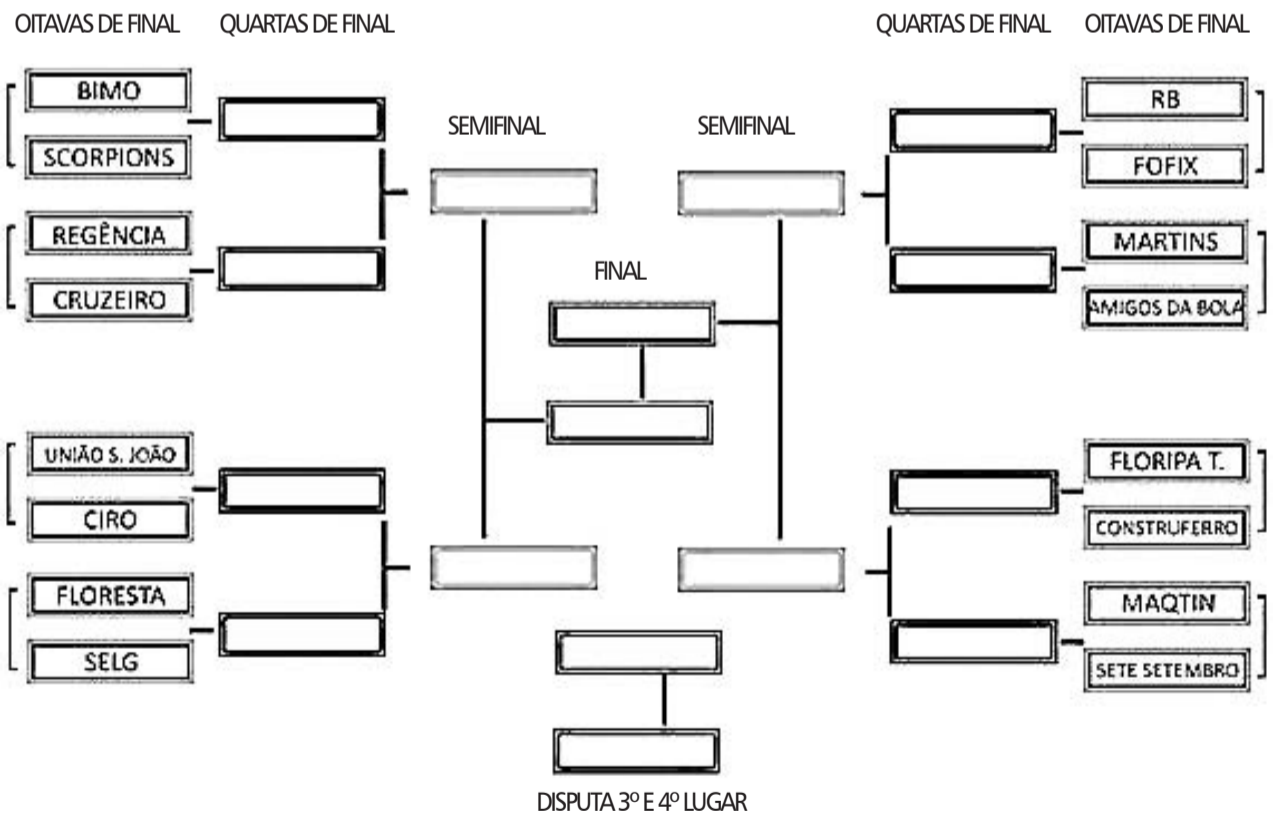 OITAVAS DE FINAL
QUARTAS DE FINAL
QUARTAS DE FINAL
OITAVAS DE FINAL
BIMO
SCORPIONS
REGÊNCIA
CRUZEIRO
UNIÃO S. JOÃO
CIRO
FLORESTA
SELG
SEMIFINAL
SEMIFINAL
FINAL
DISPUTA 3º E 4º LUGAR
RB
FOFIX
MARTINS
AMIGOS DA BOLA
FLORIPA T.
CONSTRUFERRO
MAQTIN
SETE SETEMBRO